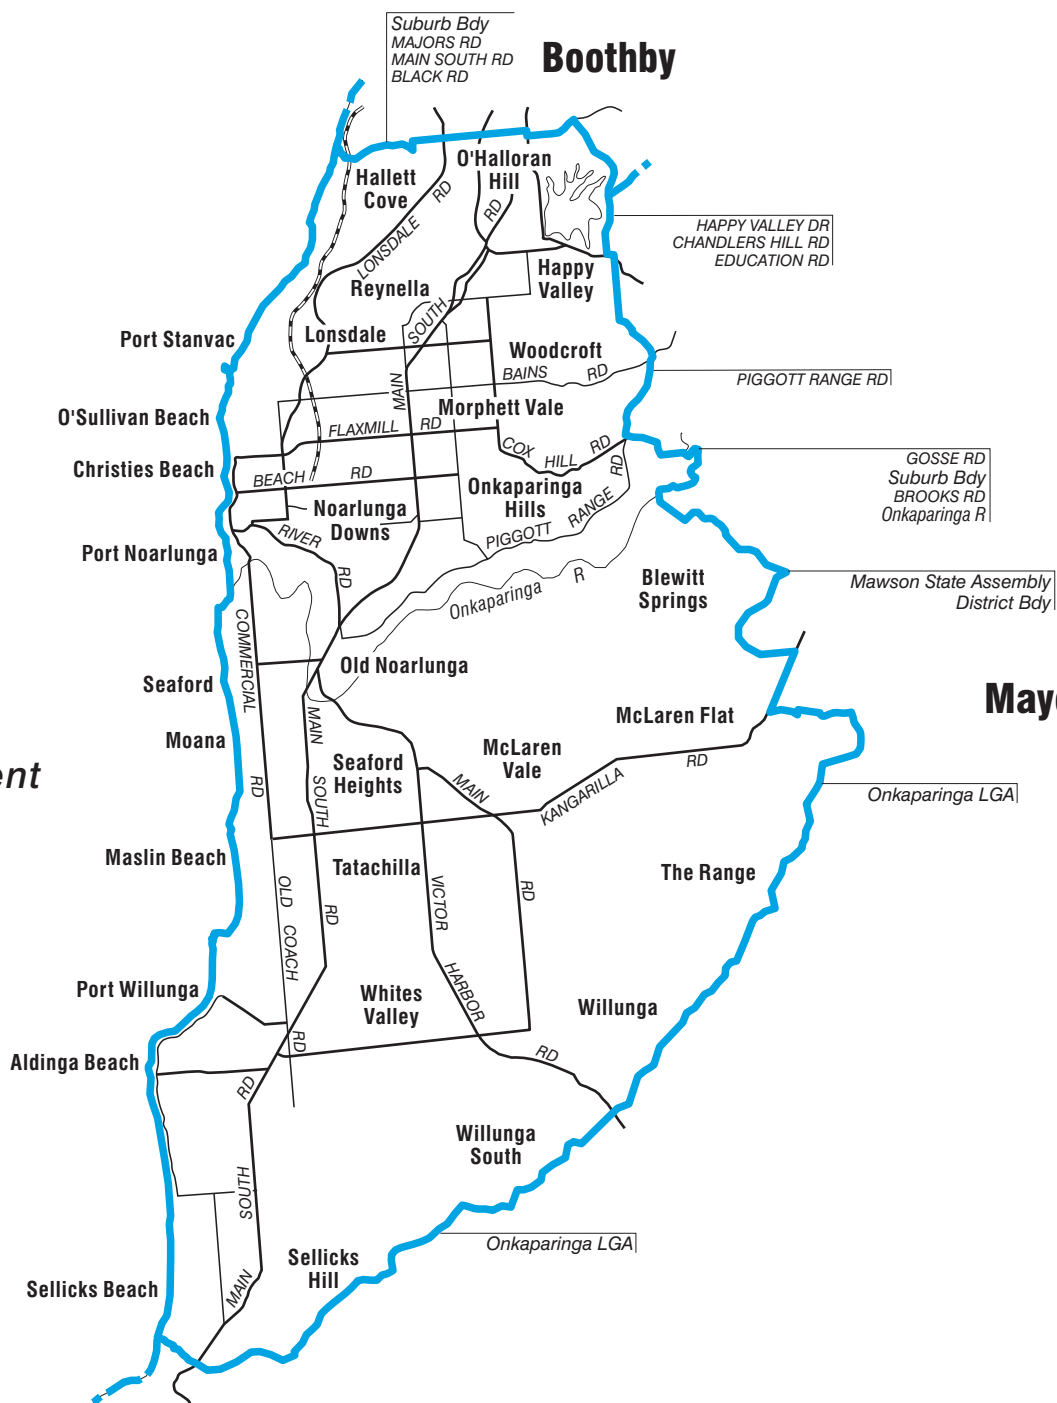 Suburb Bdy
MAJORS RD
MAIN SOUTH RD
BLACK RD
Boothby
O'Halloran
Hill
Hallett
Cove
RD
RD
LONSDALE
HAPPY VALLEY DR
CHANDLERS HILL RD
EDUCATION RD
Happy
Valley
Reynella
SOUTH
Port Stanvac
Lonsdale
Woodcroft
BAINS
RD
PIGGOTT RANGE RD
MAIN
O'Sullivan Beach
Morphett Vale
FLAXMILL
RD
COX
HILL
RD
Christies Beach
BEACH
RD
RD
GOSSE RD
Suburb Bdy
BROOKS RD
Onkaparinga R
Onkaparinga
Hills
Noarlunga
Downs
RANGE
PIGGOTT
RIVER
RD
Port Noarlunga
Onkaparinga
R
Blewitt
Springs
Mawson State Assembly
District Bdy
COMMERCIAL
Old Noarlunga
Seaford
MAIN
McLaren Flat
Moana
McLaren
Vale
Seaford
Heights
SOUTH
RD
MAIN
KANGARILLA
RD
Onkaparinga LGA
Maslin Beach
Tatachilla
The Range
OLD
COACH
RD
VICTOR
RD
Port Willunga
Whites
Valley
HARBOR
Willunga
RD
RD
Aldinga Beach
RD
Willunga
South
SOUTH
Onkaparinga LGA
Sellicks
Hill
Sellicks Beach
MAIN